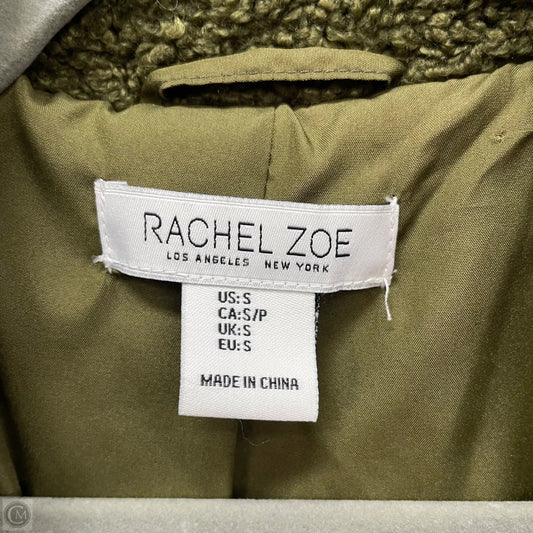 RACHEL ZOE
LOS ANGELES NEW YORK
US:S
CA:S/P
UK:S
EU:S
MADE IN CHINA